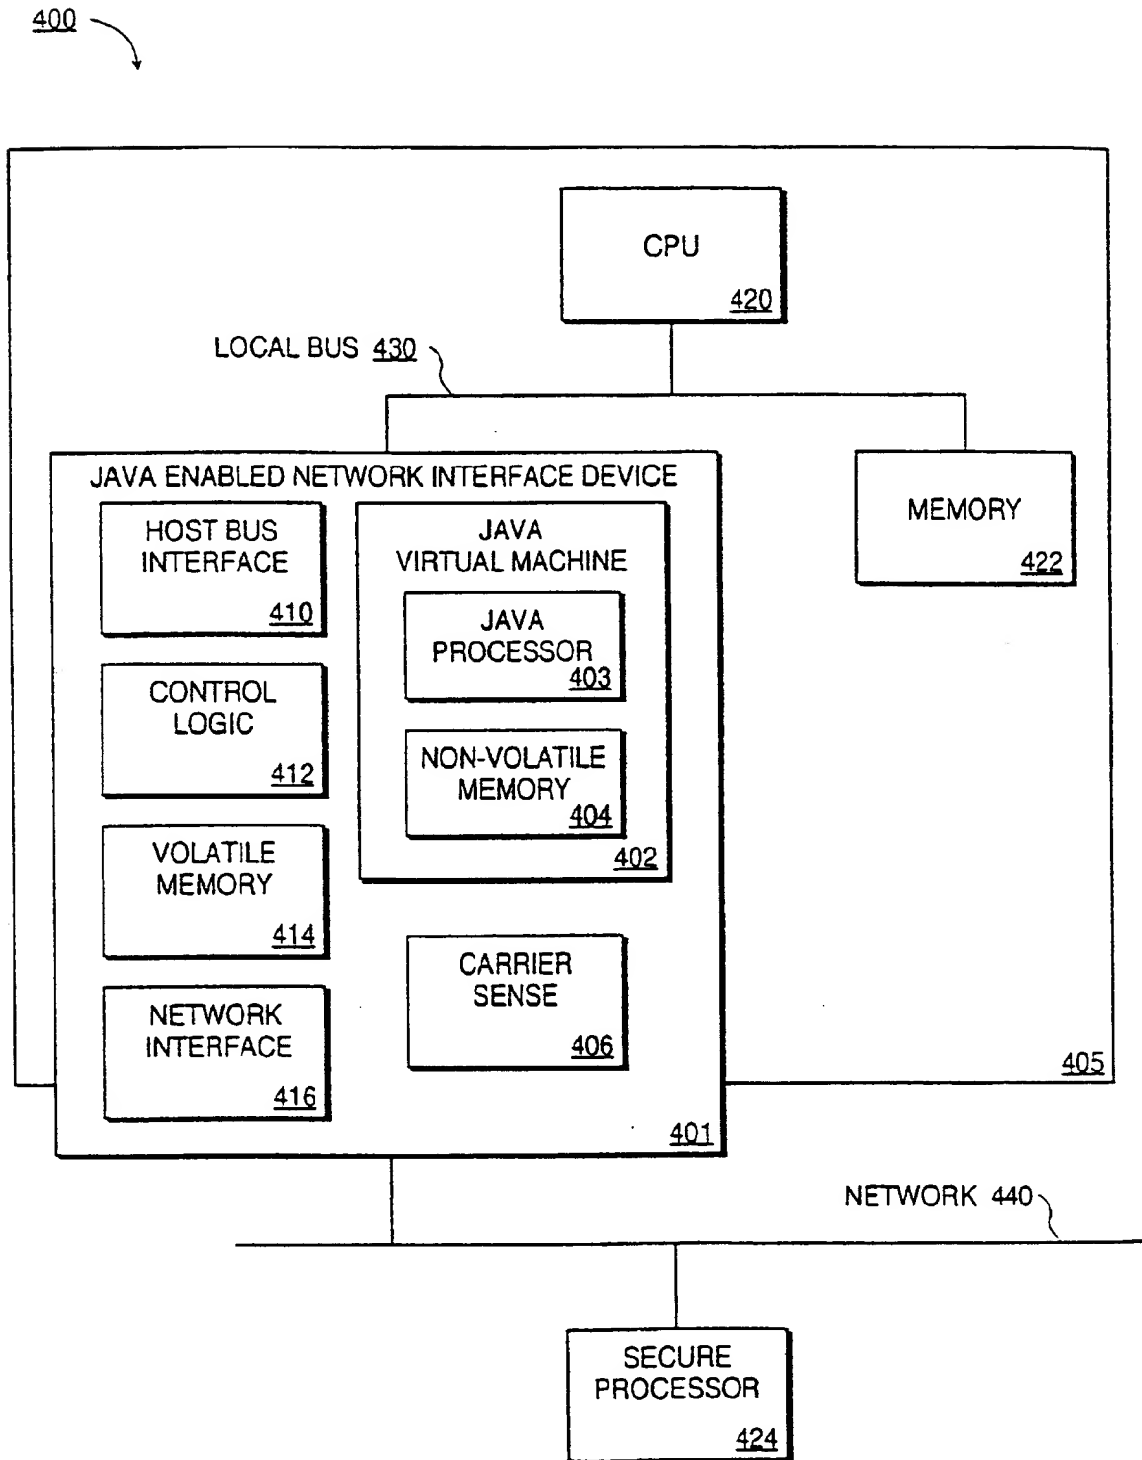 400
CPU
420
LOCAL BUS 430
JAVA ENABLED NETWORK INTERFACE DEVICE
HOST BUS
INTERFACE
410
JAVA
VIRTUAL MACHINE
MEMORY
422
JAVA
PROCESSOR
403
CONTROL
LOGIC
412
NON-VOLATILE
MEMORY
404
402
VOLATILE
MEMORY
414
CARRIER
SENSE
406
NETWORK
INTERFACE
416
405
401
NETWORK 440
SECURE
PROCESSOR
424